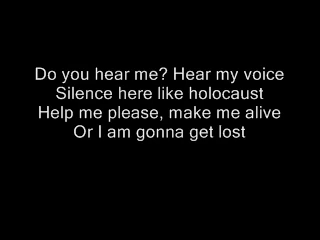 Do you hear me? Hear my voice
Silence here like holocaust
Help me please, make me alive
Or I am gonna get lost